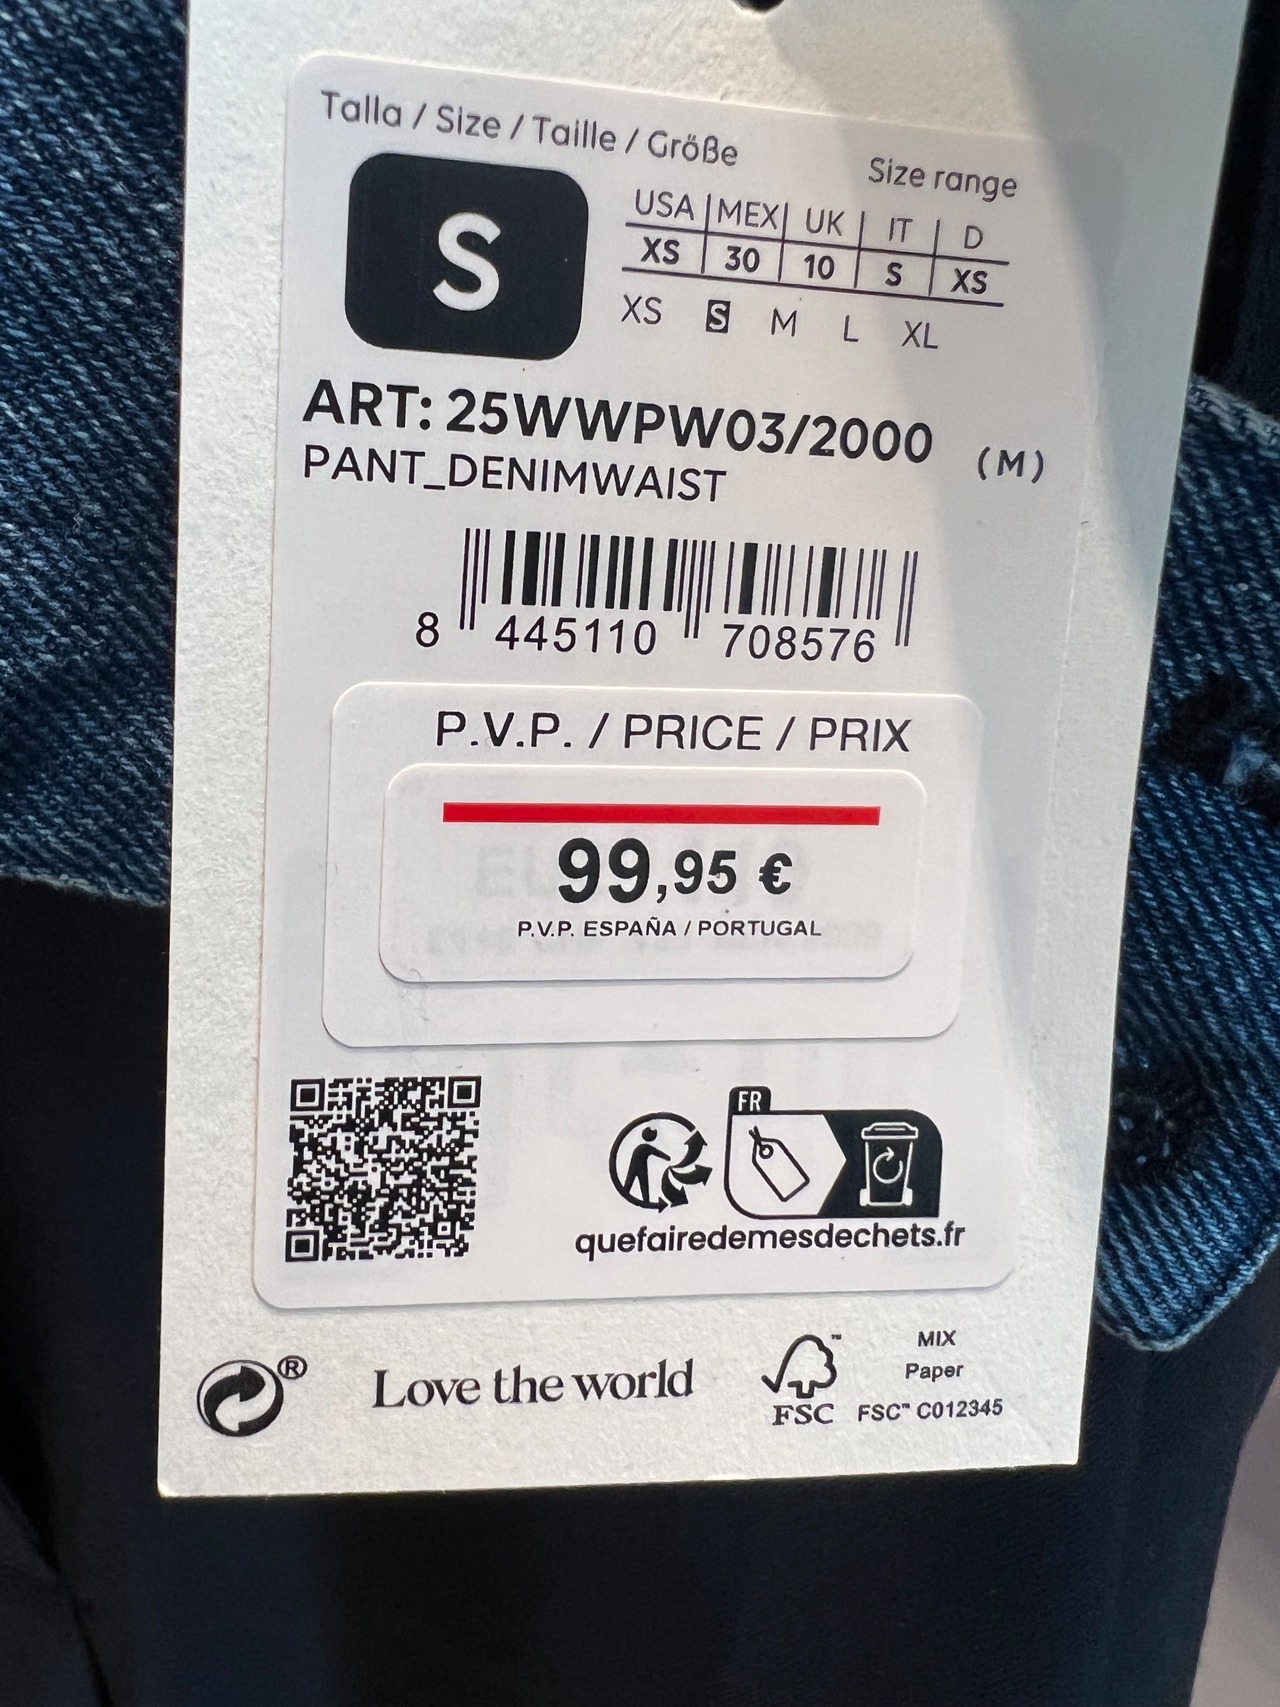 Talla / Size / Taille / Größe
Size range
USA MEX UK IT D
XS 30 10 S XS
S
XS S M L XL
ART: 25WWPW03/2000 (M)
PANT_DENIMWAIST
8 445110 708576
P.V.P. / PRICE / PRIX
99,95 €
P.V.P. ESPAÑA / PORTUGAL
FR
quefairedemesdechets.fr
®
Love the world
FSC
™
MIX
Paper
FSC™ C012345